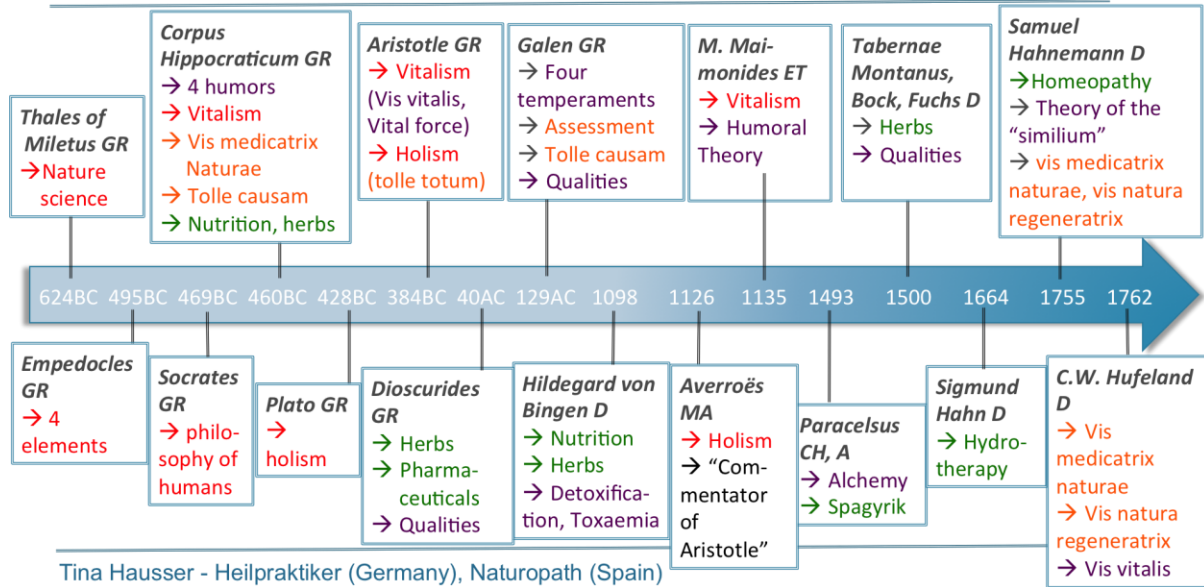 Thales of
Miletus GR
→Nature
science
Corpus
Hippocraticum GR
→ 4 humors
→ Vitalism
→ Vis medicatrix
Naturae
→ Tolle causam
→ Nutrition, herbs
Aristotle GR
→ Vitalism
(Vis vitalis,
Vital force)
→ Holism
(tolle totum)
Galen GR
→ Four
temperaments
→ Assessment
→ Tolle causam
→ Qualities
M. Mai-
monides ET
→ Vitalism
→ Humoral
Theory
Tabernae
Montanus,
Bock, Fuchs D
→ Herbs
→ Qualities
Samuel
Hahnemann D
→Homeopathy
→ Theory of the
“similium”
→ vis medicatrix
naturae, vis natura
regeneratrix
624BC 495BC 469BC 460BC 428BC 384BC 40AC 129AC 1098 1126 1135 1493 1500 1664 1755 1762
Empedocles
GR
→ 4
elements
Socrates
GR
→ philo-
sophy of
humans
Plato GR
→
holism
Dioscurides
GR
→ Herbs
→ Pharma-
ceuticals
→ Qualities
Hildegard von
Bingen D
→ Nutrition
→ Herbs
→ Detoxifica-
tion, Toxaemia
Averroës
MA
→ Holism
→ “Com-
mentator
of
Aristotle”
Paracelsus
CH, A
→ Alchemy
→ Spagyrik
Sigmund
Hahn D
→ Hydro-
therapy
C.W. Hufeland
D
→ Vis
medicatrix
naturae
→ Vis natura
regeneratrix
→ Vis vitalis
Tina Hausser - Heilpraktiker (Germany), Naturopath (Spain)